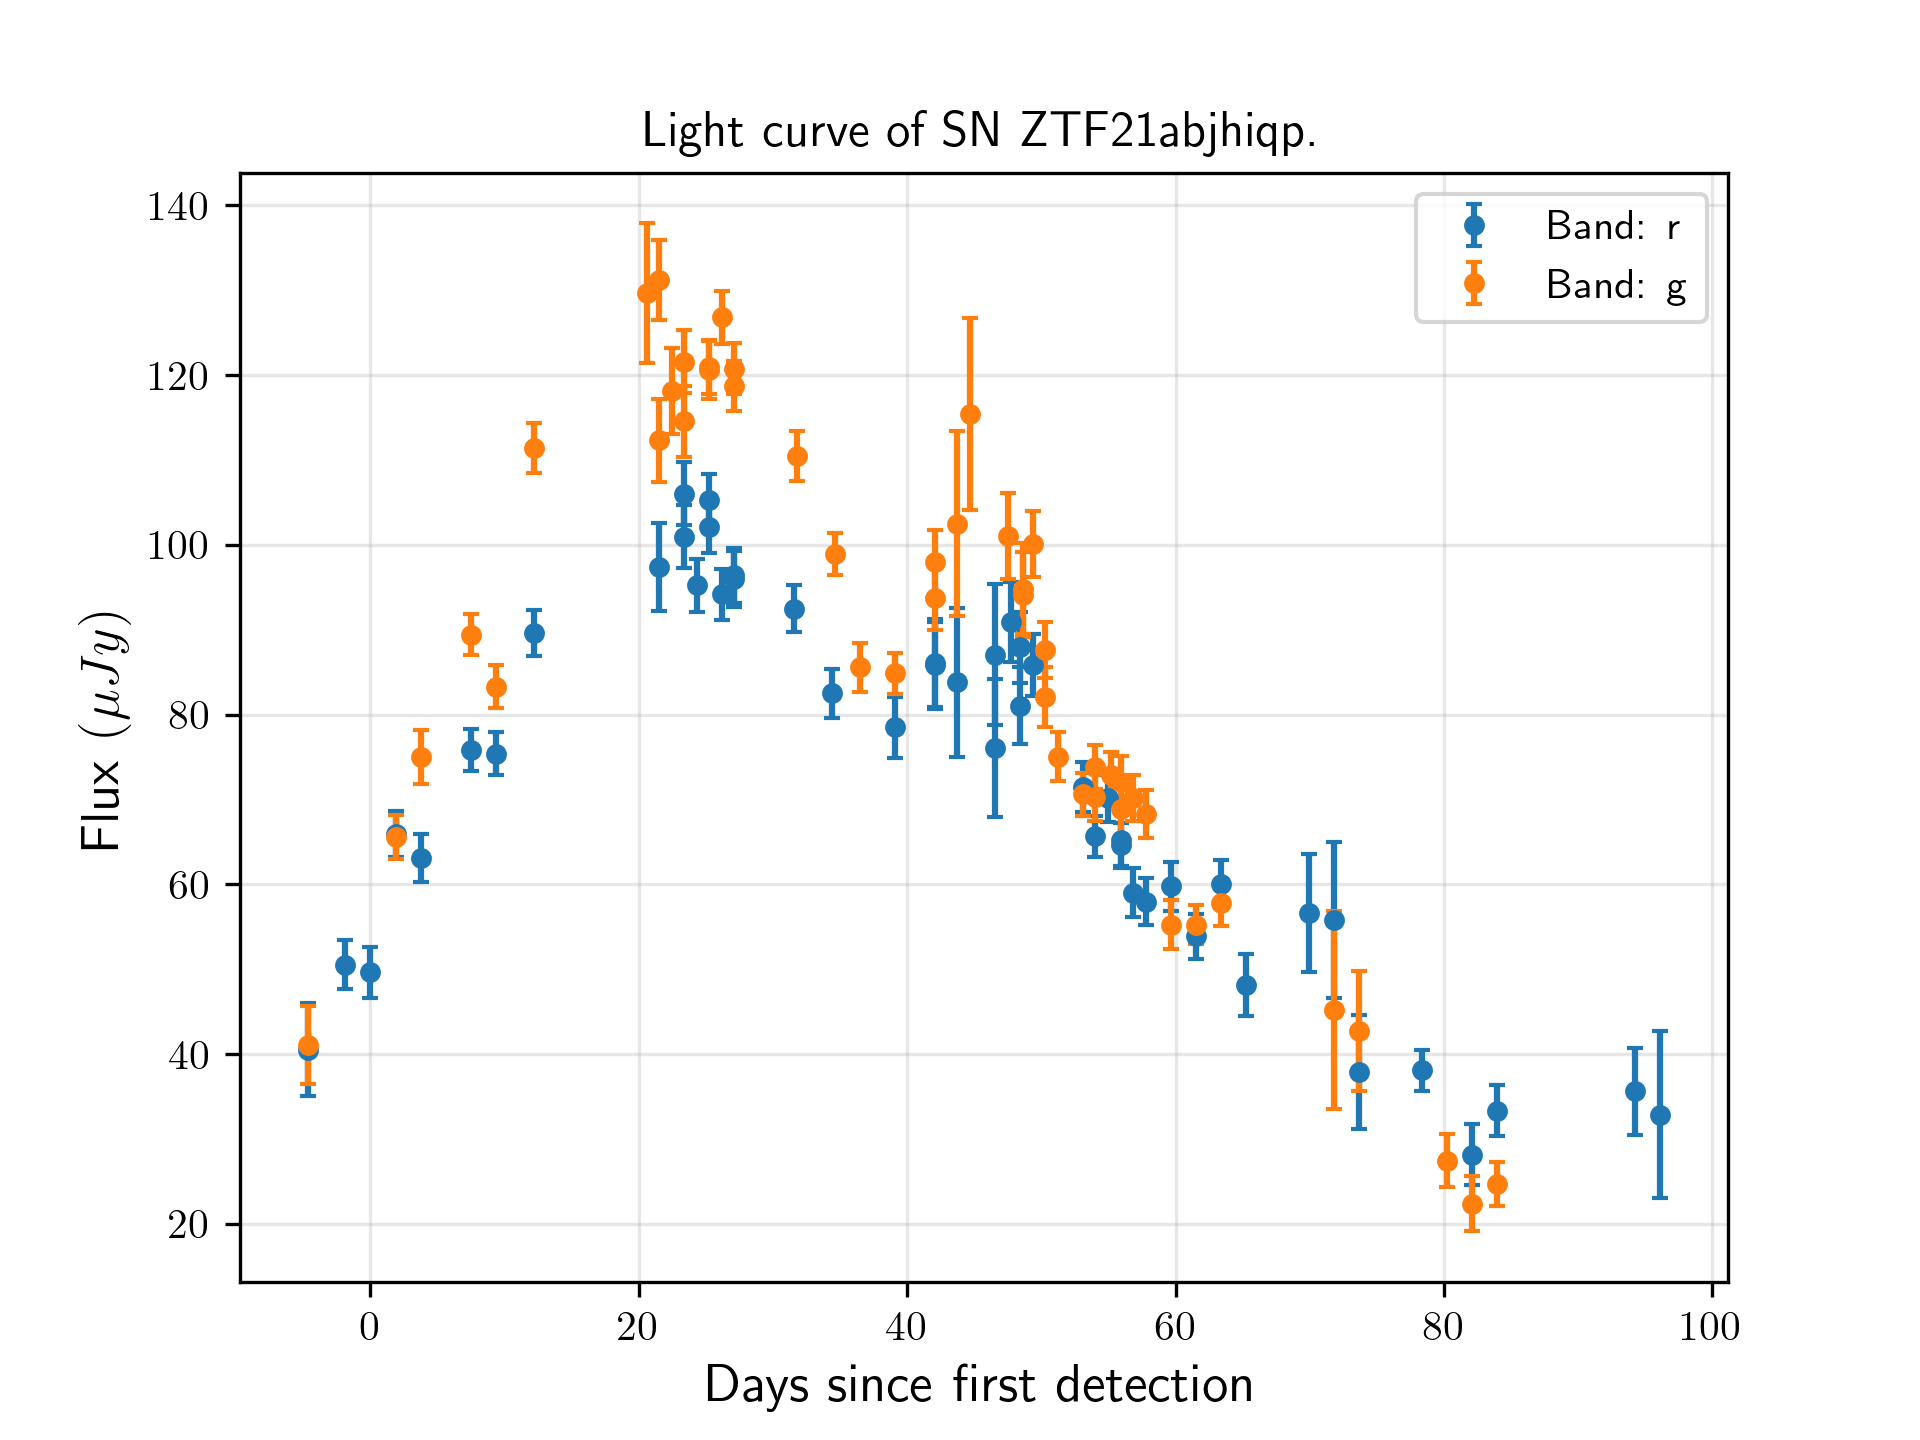 Light curve of SN ZTF21abjhiqp.
Band: r
Band: g
140
120
100
80
60
40
20
Flux (μJy)
0 20 40 60 80 100
Days since first detection